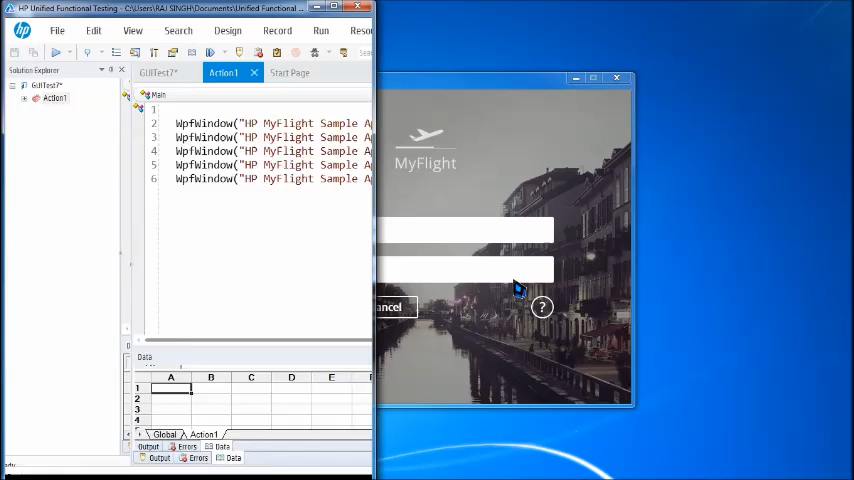 HP Unified Functional Testing - C:\Users\RAJ SINGH\Documents\Unified Functional ...
hp File Edit View Search Design Record Run Resou
Sear
Solution Explorer
GUITest7* Action1 Start Page
GUITest7*
Action1
Main
1
2 WpfWindow("HP MyFlight Sample Ap
3 WpfWindow("HP MyFlight Sample Ap
4 WpfWindow("HP MyFlight Sample Ap
5 WpfWindow("HP MyFlight Sample Ap
6 WpfWindow("HP MyFlight Sample Ap
MyFlight
ancel
?
Data
A B C D E
1
2
3
4
Global Action1
Output Errors Data
Output Errors Data